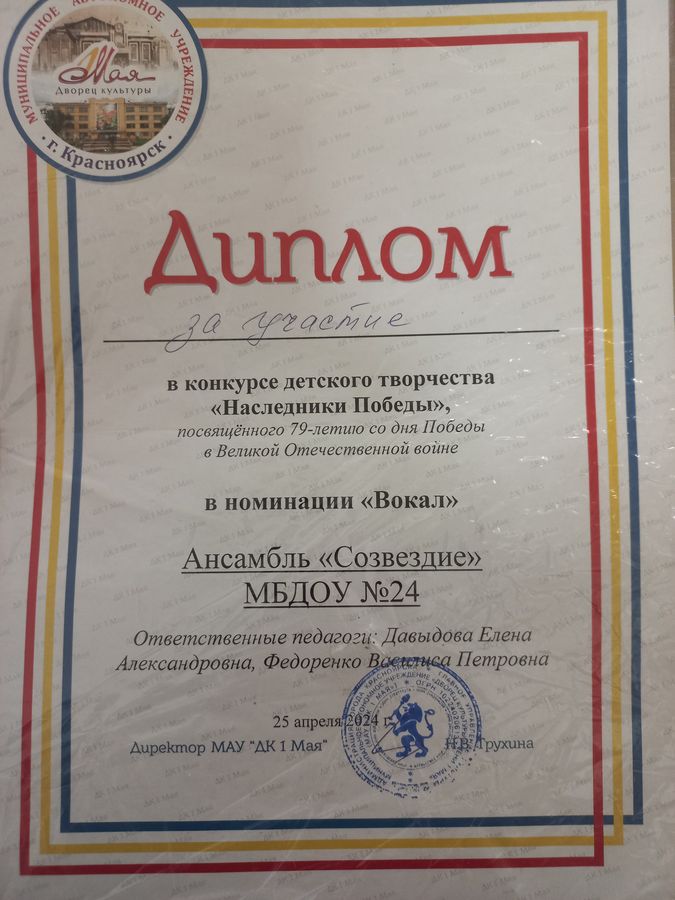 МУНИЦИПАЛЬНОЕ АВТОНОМНОЕ УЧРЕЖДЕНИЕ
1 Мая
Дворец культуры
• г. Красноярск •
Диплом
за участие
в конкурсе детского творчества
«Наследники Победы»,
посвящённого 79-летию со дня Победы
в Великой Отечественной войне
в номинации «Вокал»
Ансамбль «Созвездие»
МБДОУ №24
Ответственные педагоги: Давыдова Елена
Александровна, Федоренко Василиса Петровна
25 апреля 2024 г.
Директор МАУ "ДК 1 Мая" Н.В. Трухина